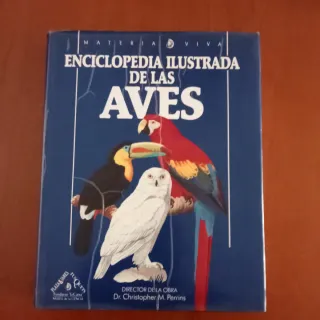 MATERIA VIVA
ENCICLOPEDIA ILUSTRADA
DE LAS
AVES
DIRECTOR DE LA OBRA
Dr. Christopher M. Perrins